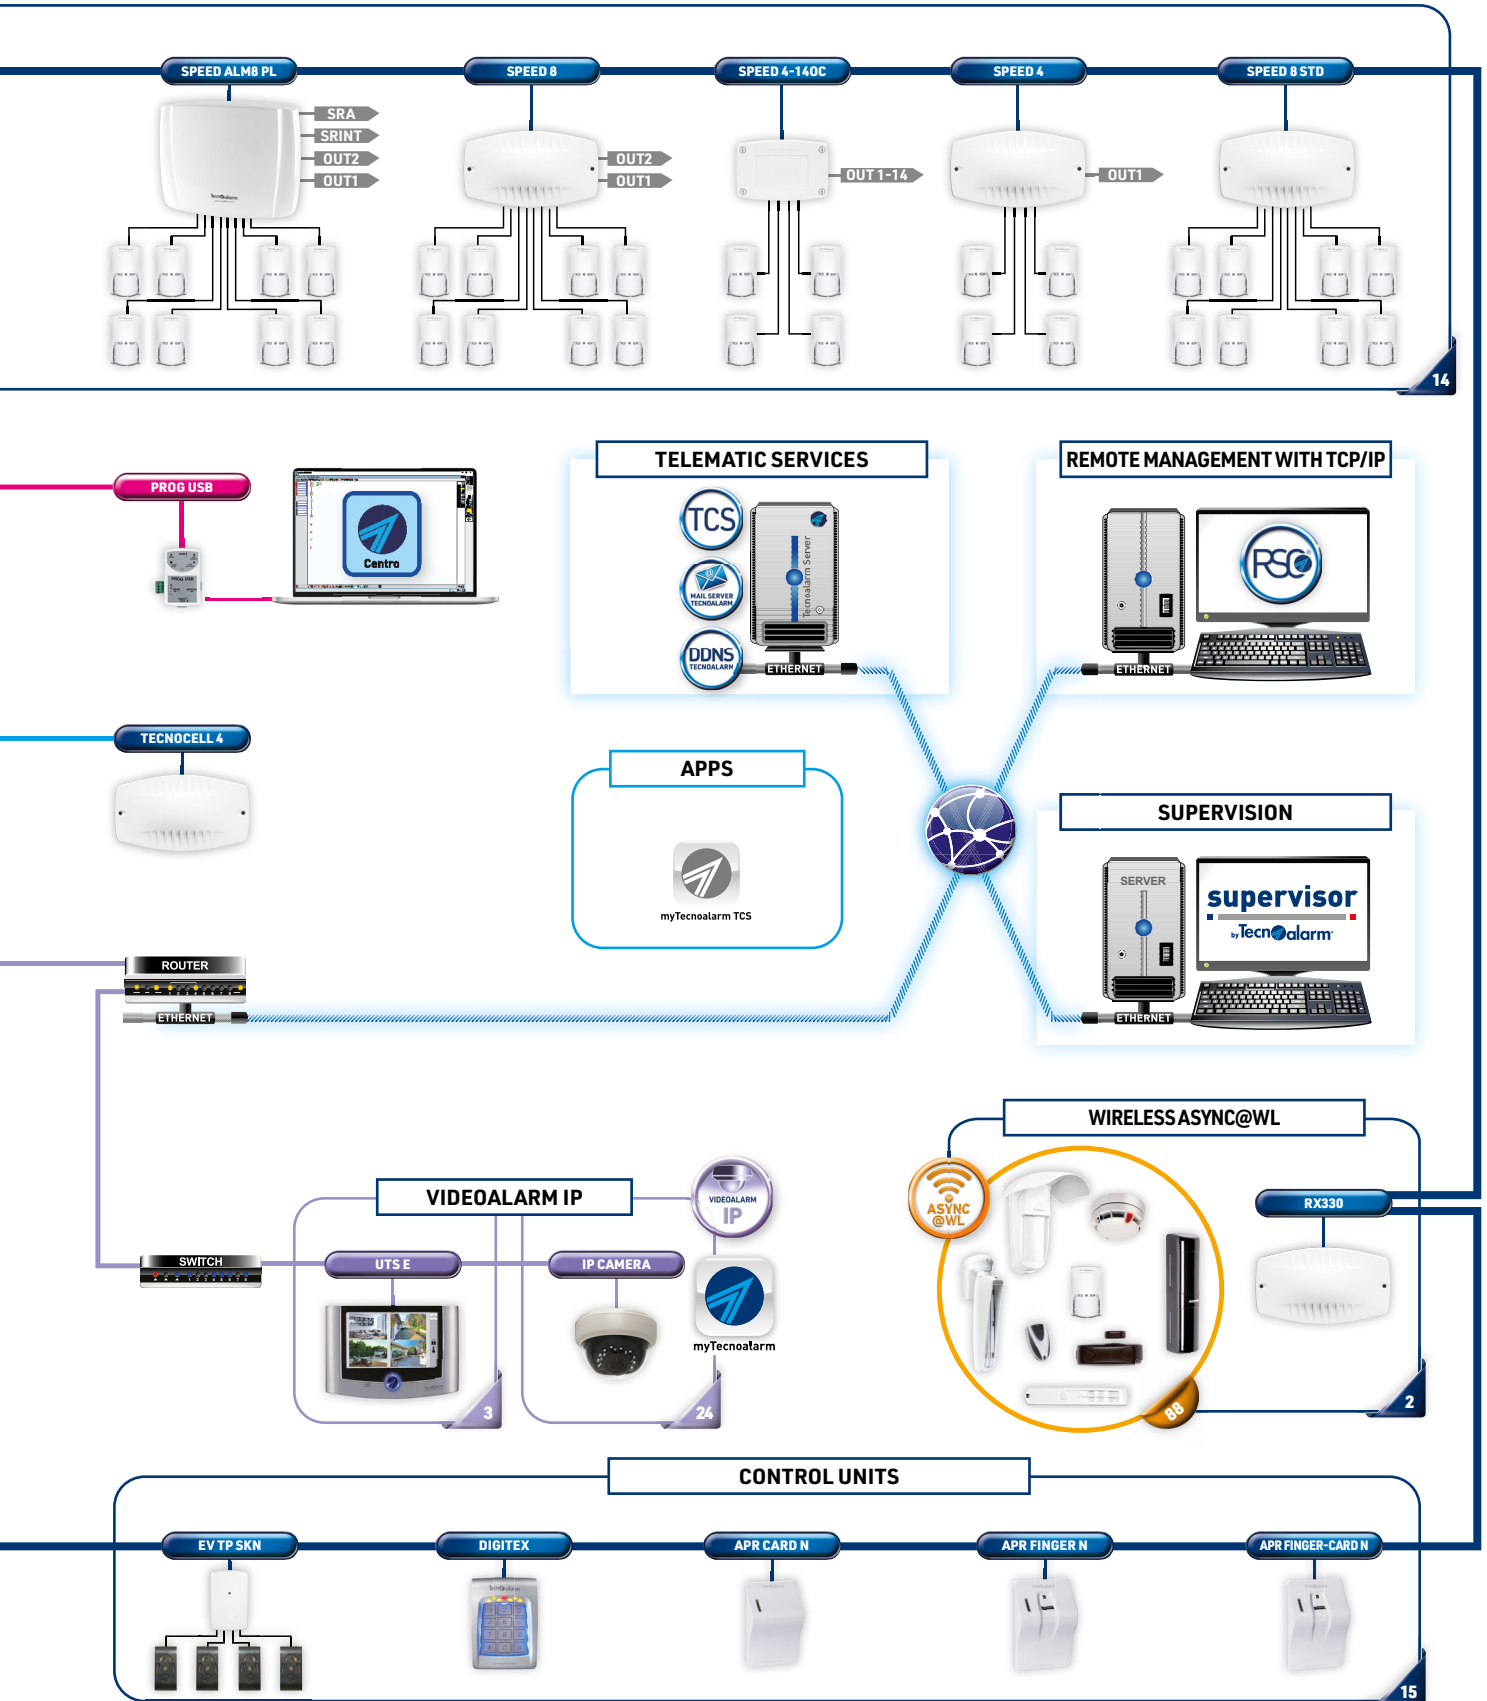 SPEED ALM8 PL
SPEED 8
SPEED 4-14OC
SPEED 4
SPEED 8 STD
SRA
SRINT
OUT2
OUT1
OUT2
OUT1
OUT 1-14
OUT1
Tecnoalarm
14
PROG USB
PROG USB
Centro
TELEMATIC SERVICES
TCS
MAIL SERVER
TECNOALARM
DDNS
TECNOALARM
Tecnoalarm Server
ETHERNET
REMOTE MANAGEMENT WITH TCP/IP
RSC
ETHERNET
TECNOCELL 4
APPS
myTecnoalarm TCS
SUPERVISION
SERVER
supervisor
by Tecnoalarm
ETHERNET
ROUTER
ETHERNET
WIRELESS ASYNC@WL
ASYNC
@WL
RX330
88
2
VIDEOALARM IP
VIDEOALARM
IP
SWITCH
UTS E
IP CAMERA
myTecnoalarm
3
24
CONTROL UNITS
EV TP SKN
DIGITEX
APR CARD N
APR FINGER N
APR FINGER-CARD N
Tecnoalarm
15